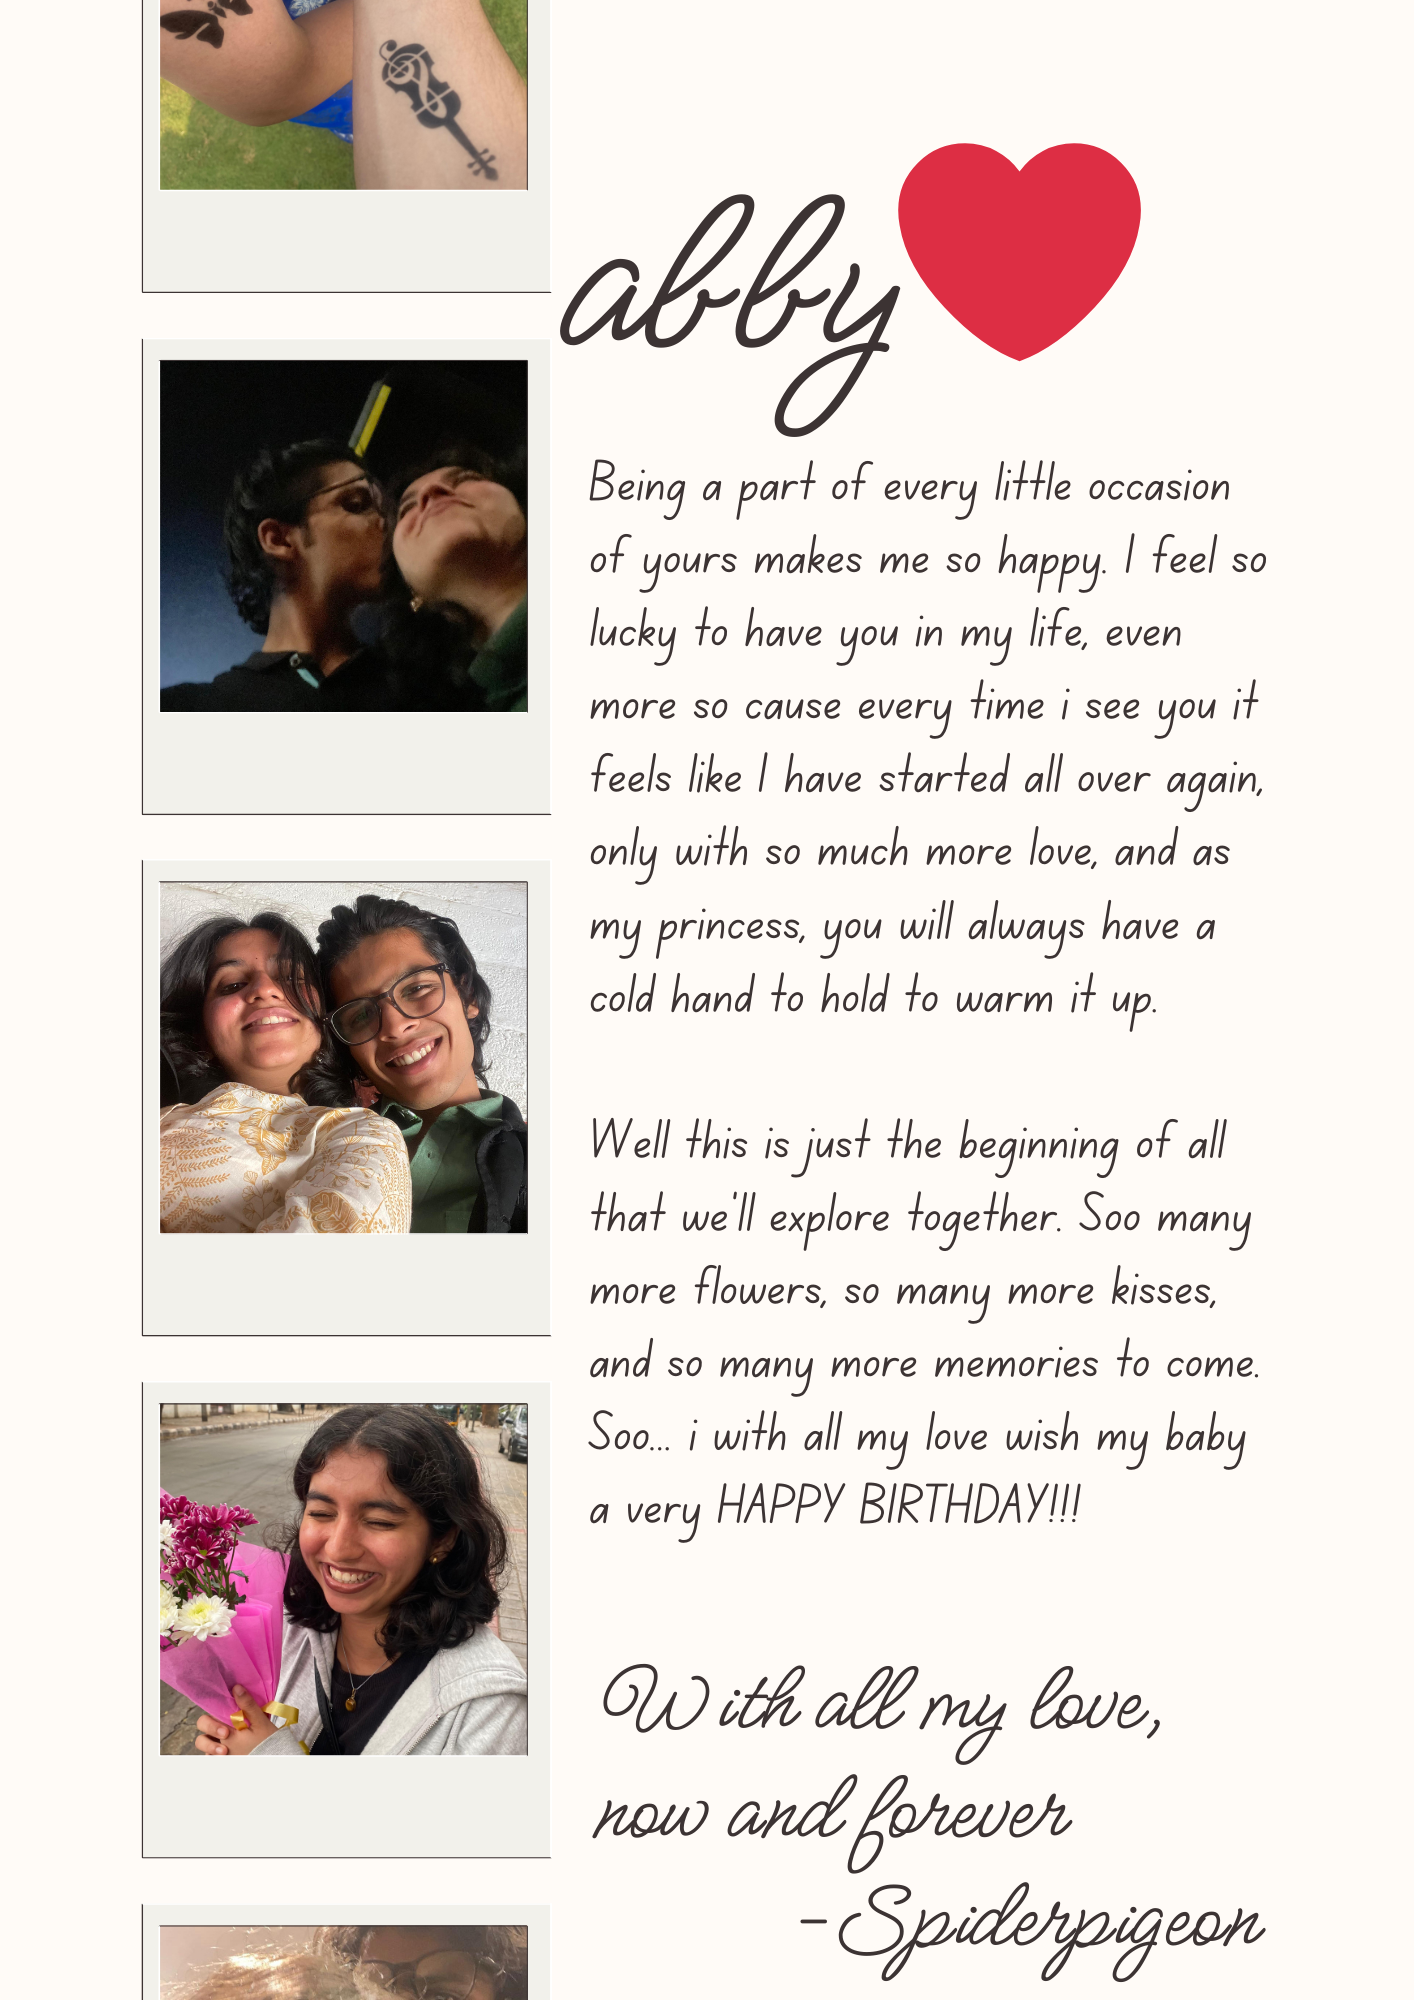 abby
Being a part of every little occasion
of yours makes me so happy. I feel so
lucky to have you in my life, even
more so cause every time i see you it
feels like I have started all over again,
only with so much more love, and as
my princess, you will always have a
cold hand to hold to warm it up.
Well this is just the beginning of all
that we'll explore together. Soo many
more flowers, so many more kisses,
and so many more memories to come.
Soo... i with all my love wish my baby
a very HAPPY BIRTHDAY!!!
With all my love,
now and forever
-Spiderpigeon